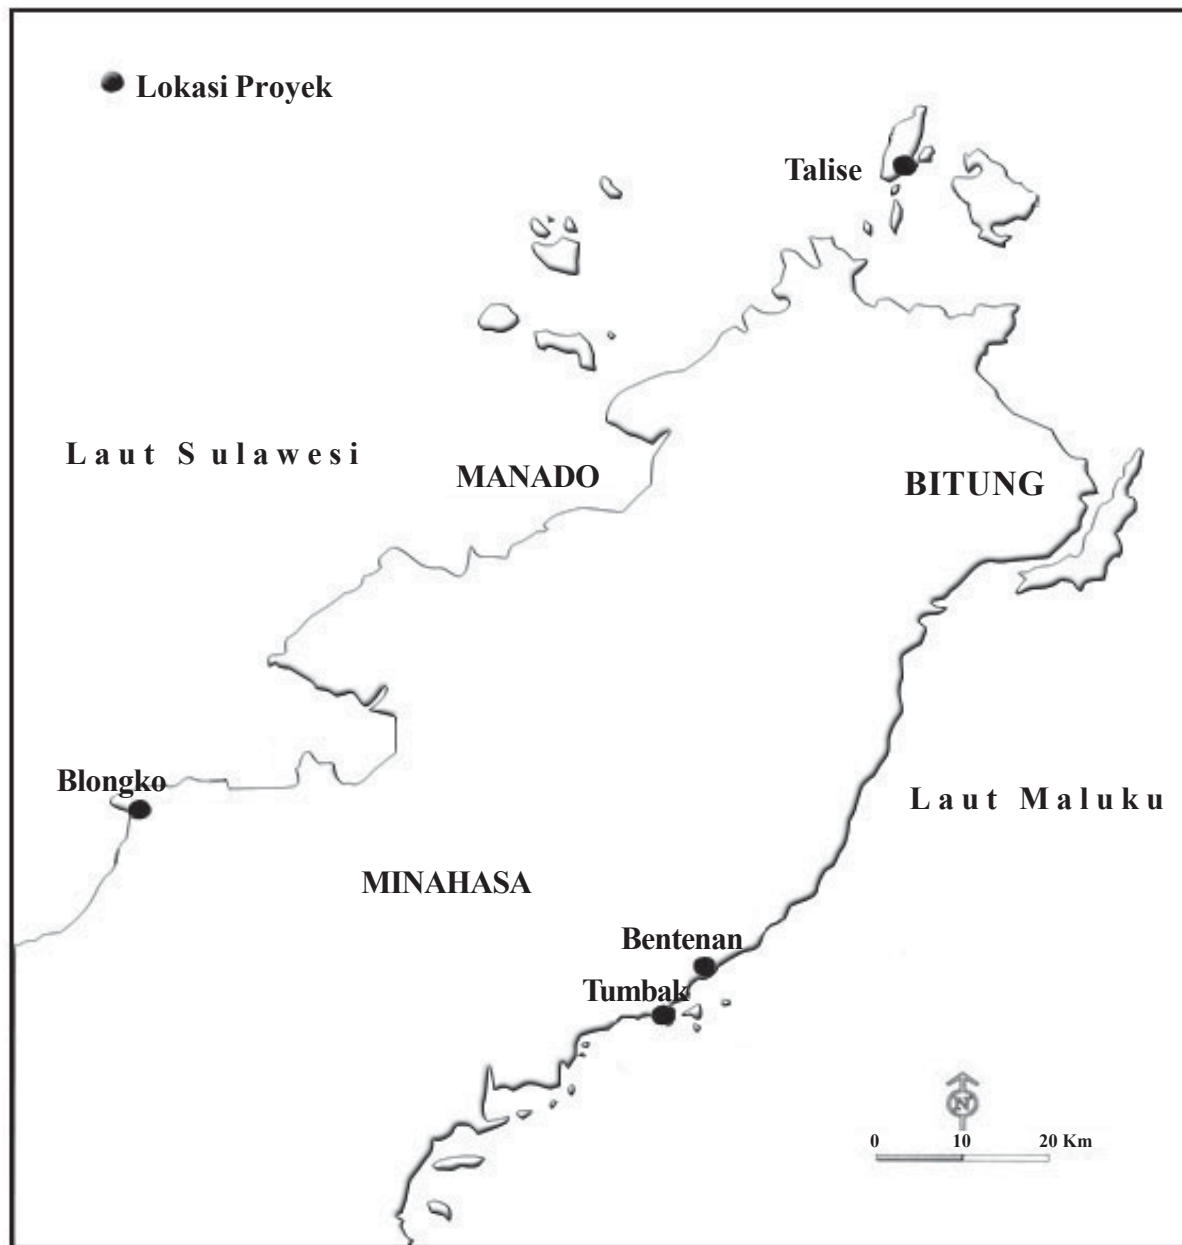 Lokasi Proyek
Talise
Laut Sulawesi
MANADO
BITUNG
Blongko
Laut Maluku
MINAHASA
Bentenan
Tumbak
N
0 10 20 Km